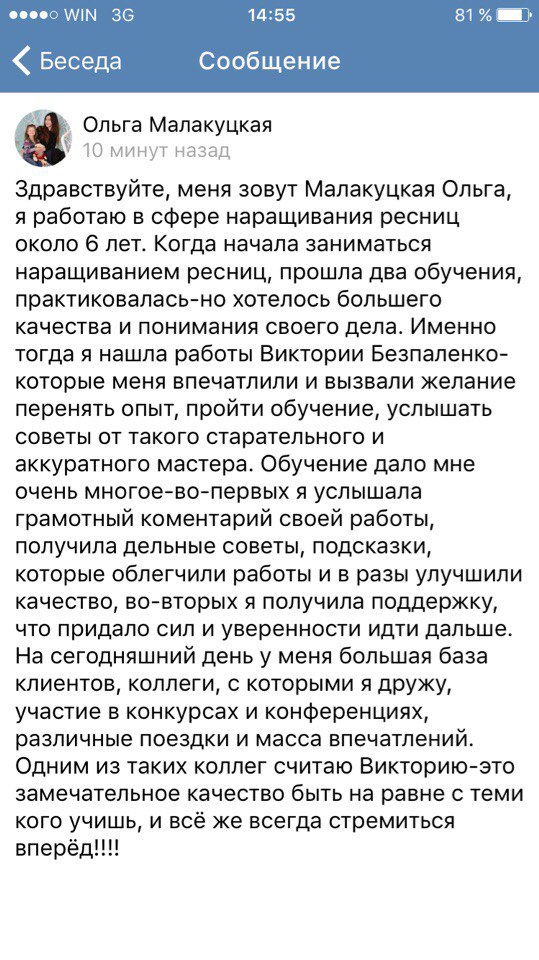 WIN 3G 14:55 81 %
Беседа Сообщение
Ольга Малакуцкая
10 минут назад
Здравствуйте, меня зовут Малакуцкая Ольга,
я работаю в сфере наращивания ресниц
около 6 лет. Когда начала заниматься
наращиванием ресниц, прошла два обучения,
практиковалась-но хотелось большего
качества и понимания своего дела. Именно
тогда я нашла работы Виктории Безпаленко-
которые меня впечатлили и вызвали желание
перенять опыт, пройти обучение, услышать
советы от такого старательного и
аккуратного мастера. Обучение дало мне
очень многое-во-первых я услышала
грамотный коментарий своей работы,
получила дельные советы, подсказки,
которые облегчили работы и в разы улучшили
качество, во-вторых я получила поддержку,
что придало сил и уверенности идти дальше.
На сегодняшний день у меня большая база
клиентов, коллеги, с которыми я дружу,
участие в конкурсах и конференциях,
различные поездки и масса впечатлений.
Одним из таких коллег считаю Викторию-это
замечательное качество быть на равне с теми
кого учишь, и всё же всегда стремиться
вперёд!!!!